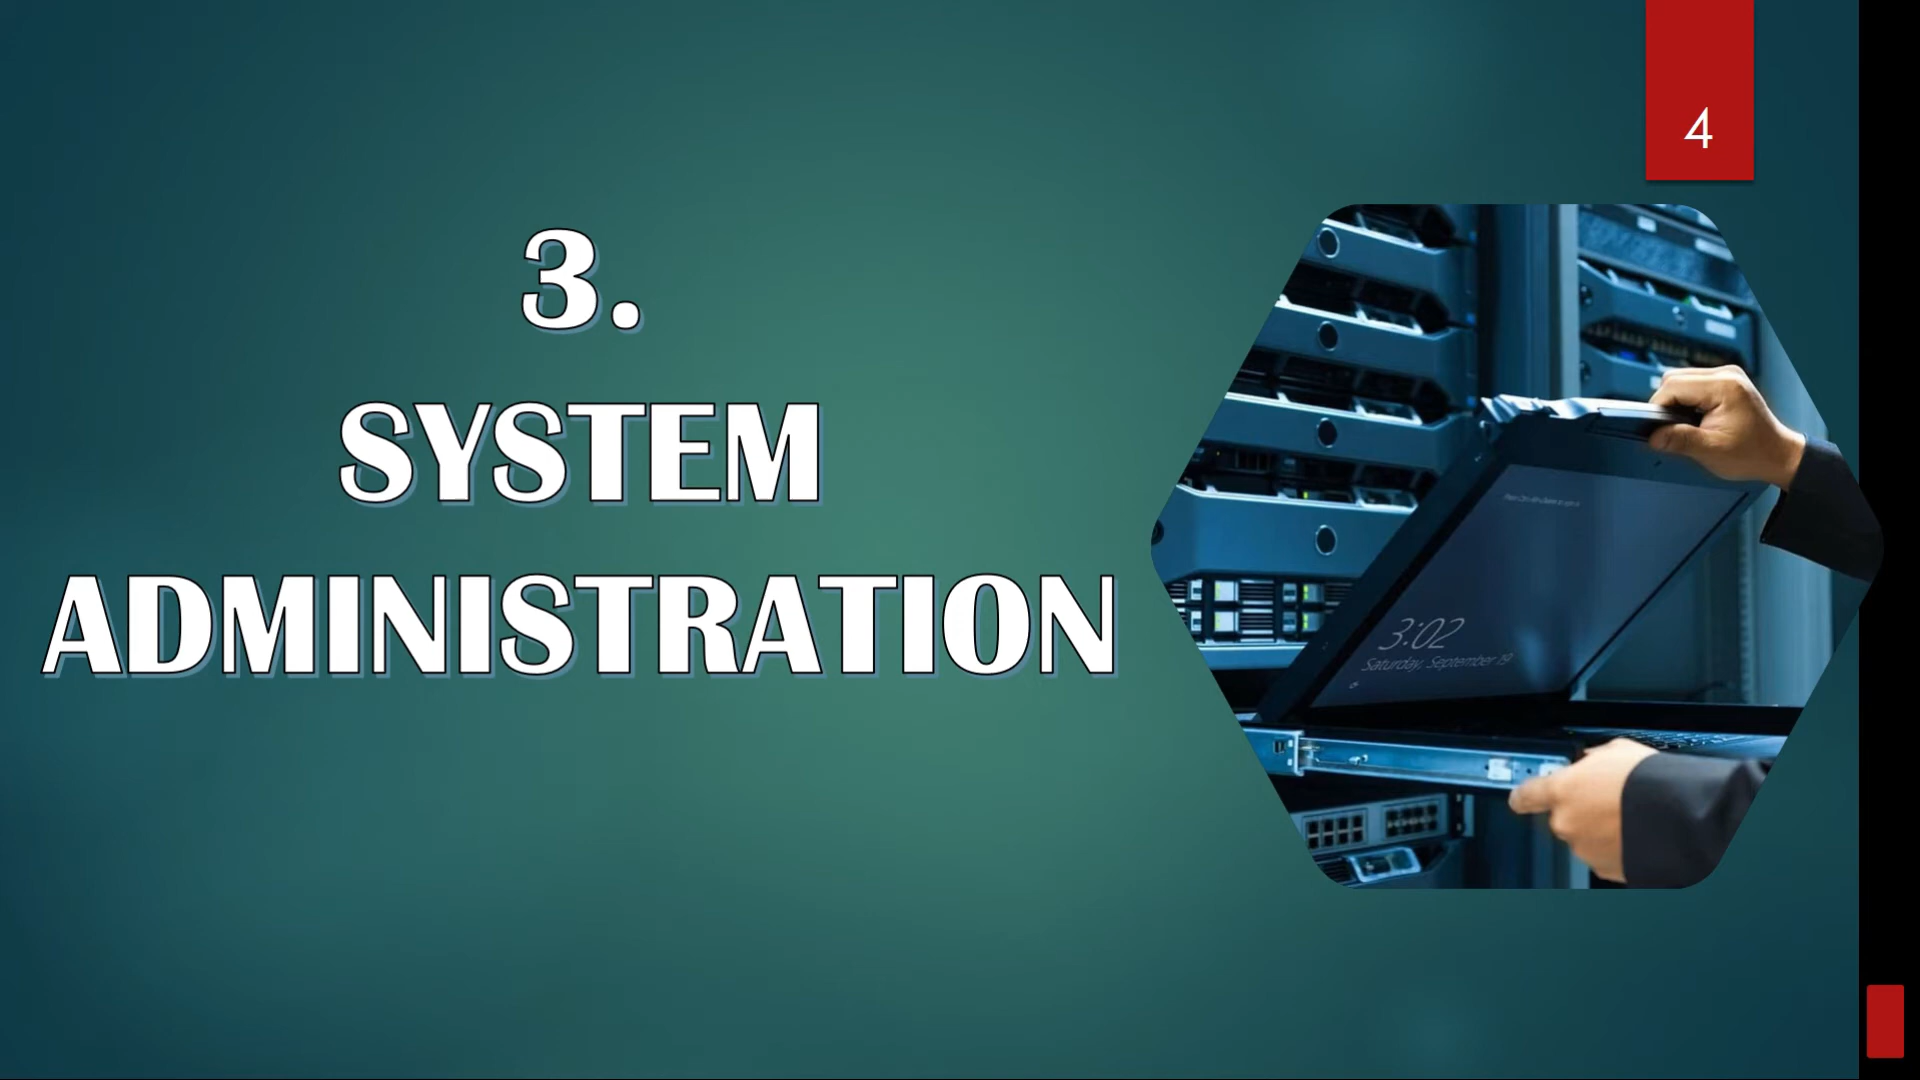 4
3.
SYSTEM
ADMINISTRATION
3:02
Saturday, September 19